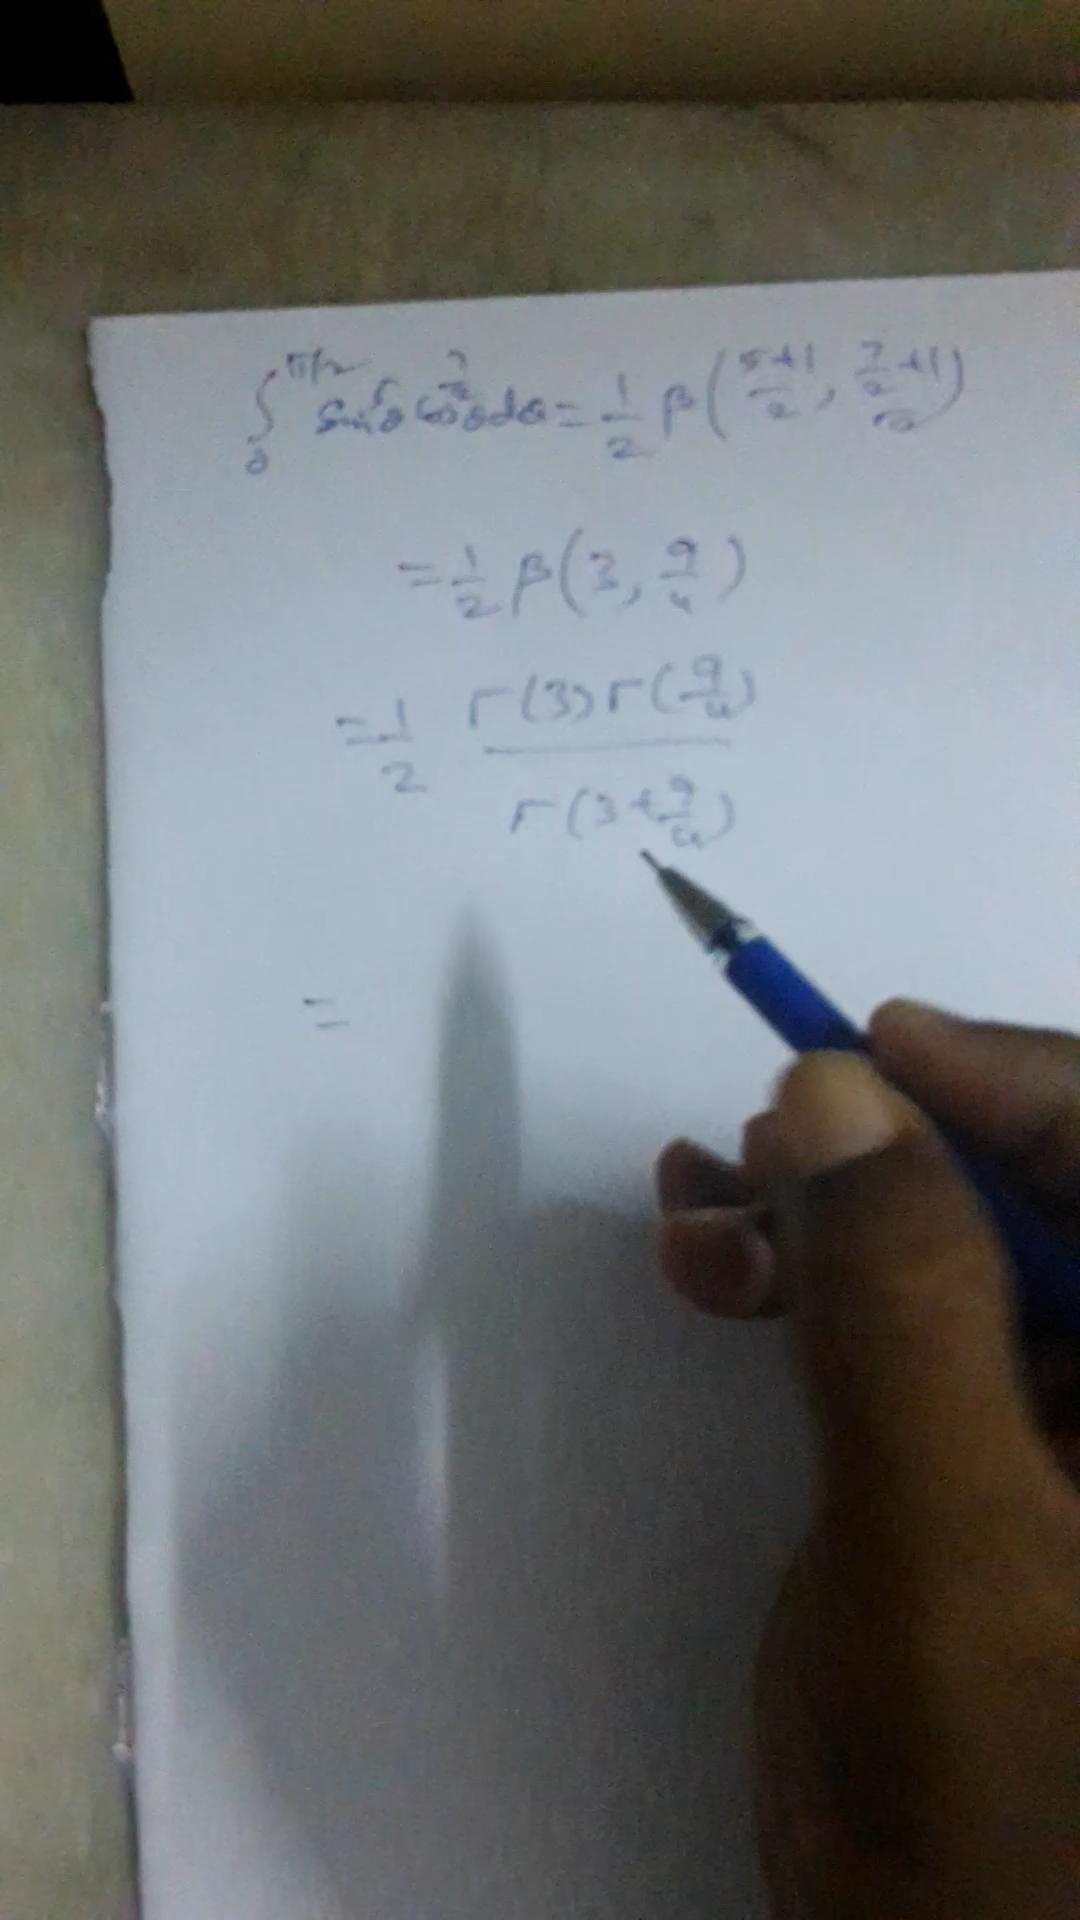 ∫₀^(π/2) sin⁵θ cos^(7/2)θ dθ = 1/2 β((5+1)/2, (7/2+1)/2)
= 1/2 β(3, 9/4)
= 1/2 Γ(3)Γ(9/4) / Γ(3+9/4)
=